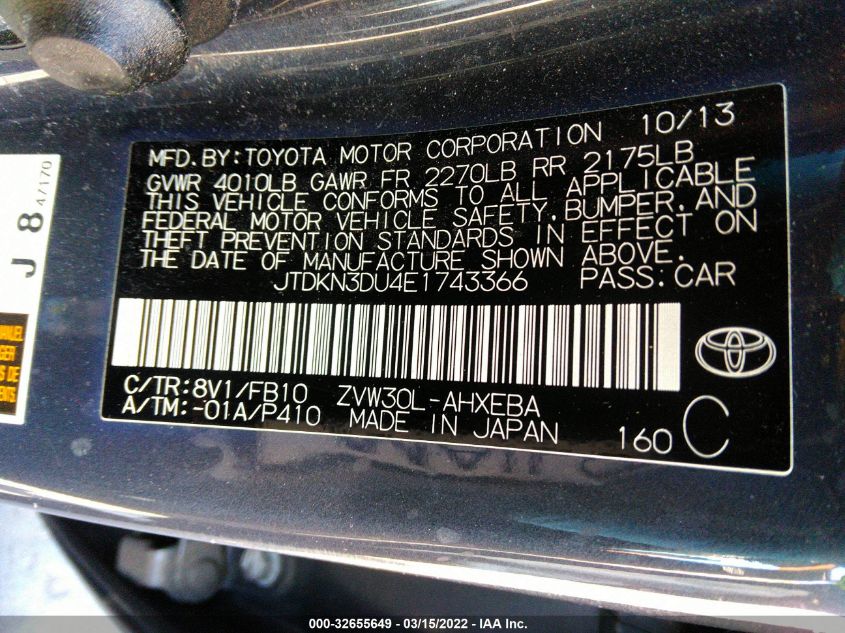 10/13
MFD.BY:TOYOTA MOTOR CORPORATION
GVWR 4010LB GAWR FR 2270LB RR 2175LB
THIS VEHICLE CONFORMS TO ALL APPLICABLE
FEDERAL MOTOR VEHICLE SAFETY,BUMPER,AND
THEFT PREVENTION STANDARDS IN EFFECT ON
THE DATE OF MANUFACTURE SHOWN ABOVE.
JTDKN3DU4E1743366 PASS:CAR
C/TR:8V1/FB10 ZVW30L-AHXEBA
A/TM:-01A/P410 MADE IN JAPAN
160 C
J 8
47170
000-32655649 - 03/15/2022 - IAA Inc.